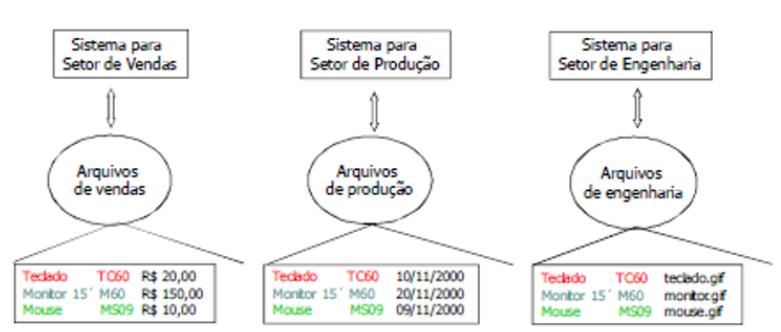 Sistema para
Setor de Vendas
Sistema para
Setor de Produção
Sistema para
Setor de Engenharia
Arquivos
de vendas
Arquivos
de produção
Arquivos
de engenharia
Teclado TC60 R$ 20,00
Monitor 15´ M60 R$ 150,00
Mouse MS09 R$ 10,00
Teclado TC60 10/11/2000
Monitor 15´ M60 20/11/2000
Mouse MS09 09/11/2000
Teclado TC60 teclado.gif
Monitor 15´ M60 monitor.gif
Mouse MS09 mouse.gif